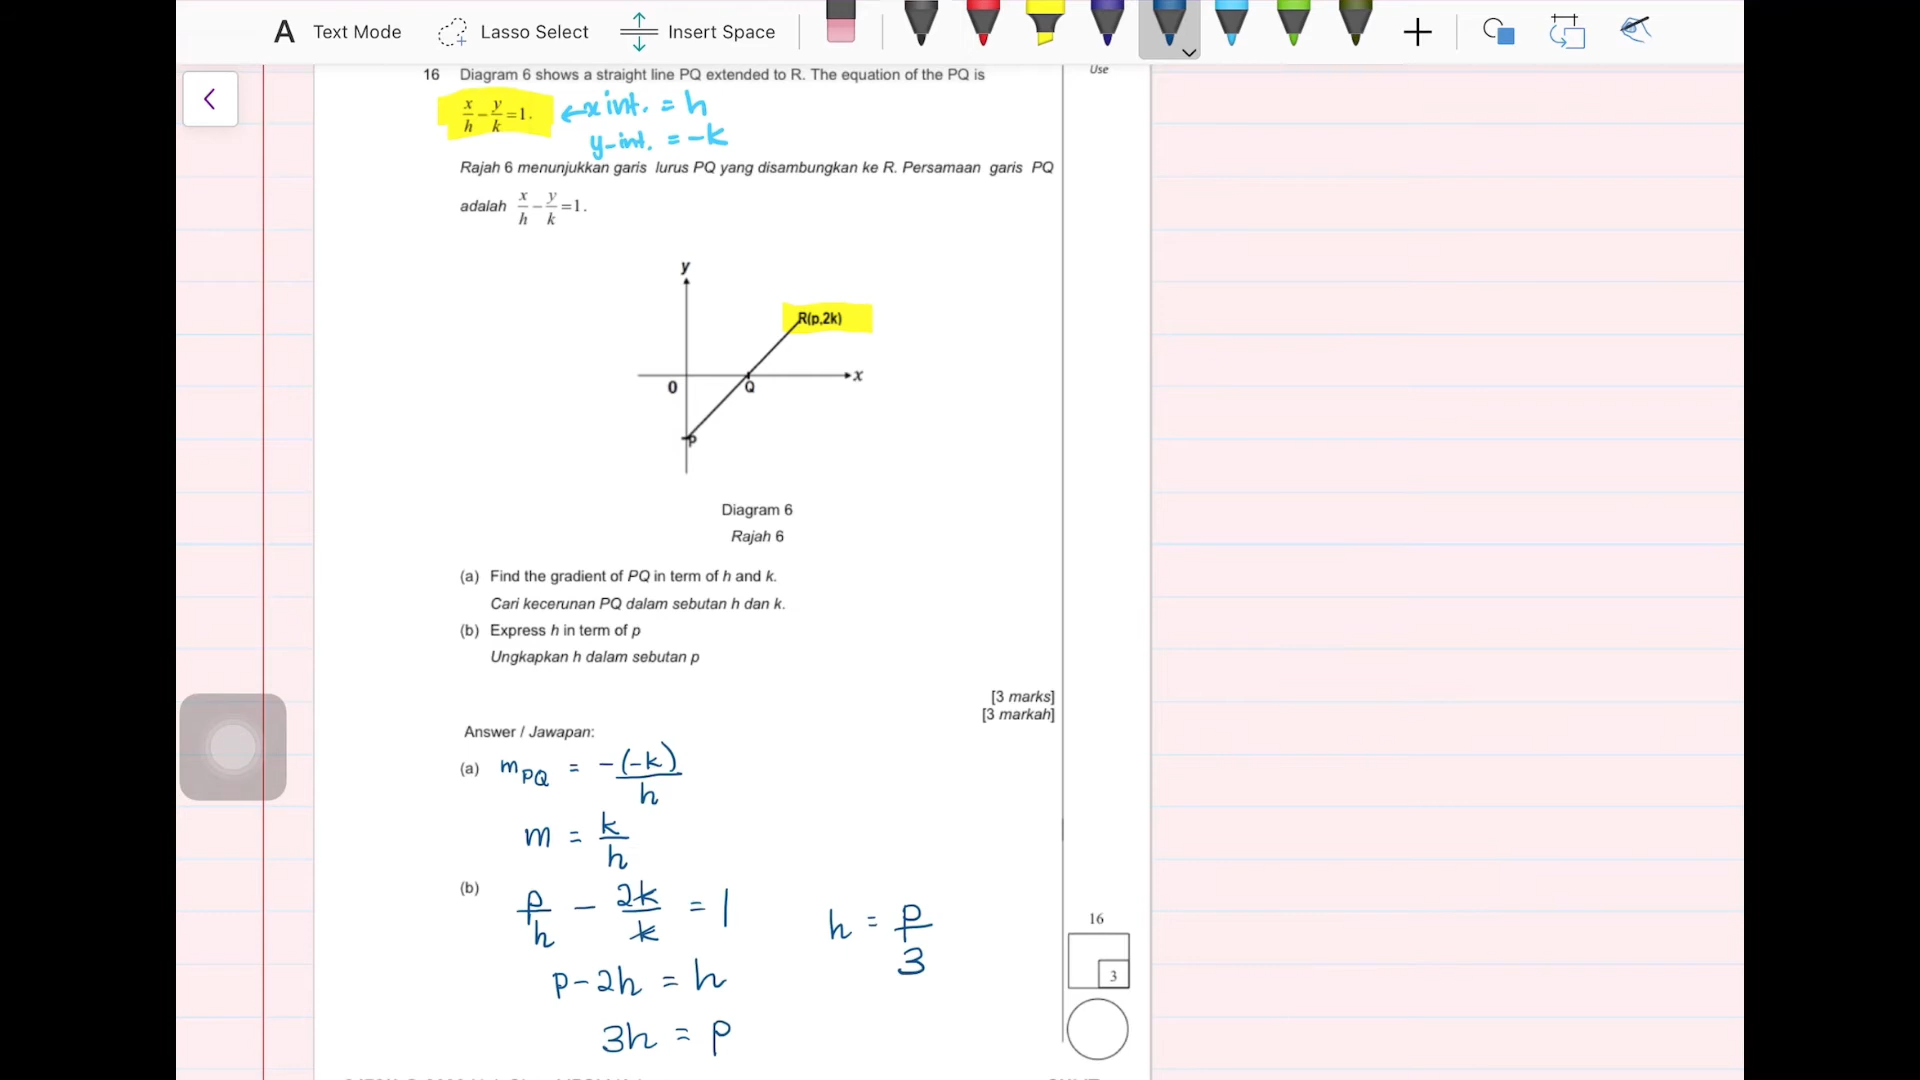 A Text Mode Lasso Select Insert Space
16 Diagram 6 shows a straight line PQ extended to R. The equation of the PQ is
Use
x/h - y/k = 1. ← x int. = h
y-int. = -k
Rajah 6 menunjukkan garis lurus PQ yang disambungkan ke R. Persamaan garis PQ
adalah x/h - y/k = 1.
y
R(p,2k)
x
0 Q
P
Diagram 6
Rajah 6
(a) Find the gradient of PQ in term of h and k.
Cari kecerunan PQ dalam sebutan h dan k.
(b) Express h in term of p
Ungkapkan h dalam sebutan p
[3 marks]
[3 markah]
Answer / Jawapan:
(a) mPQ = -(-k)/h
m = k/h
(b) p/h - 2k/k = 1
p - 2h = h
3h = p
h = p/3
16
3